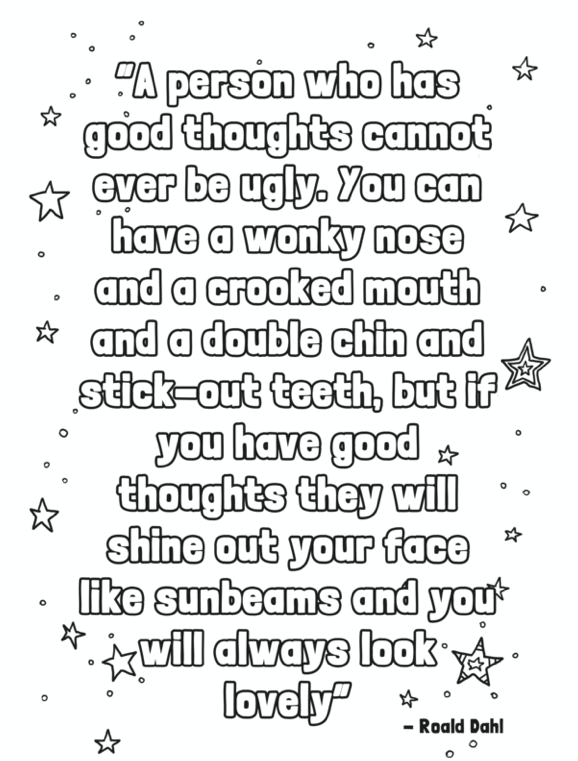 "A person who has
good thoughts cannot
ever be ugly. You can
have a wonky nose
and a crooked mouth
and a double chin and
stick-out teeth, but if
you have good
thoughts they will
shine out your face
like sunbeams and you
will always look
lovely"
- Roald Dahl